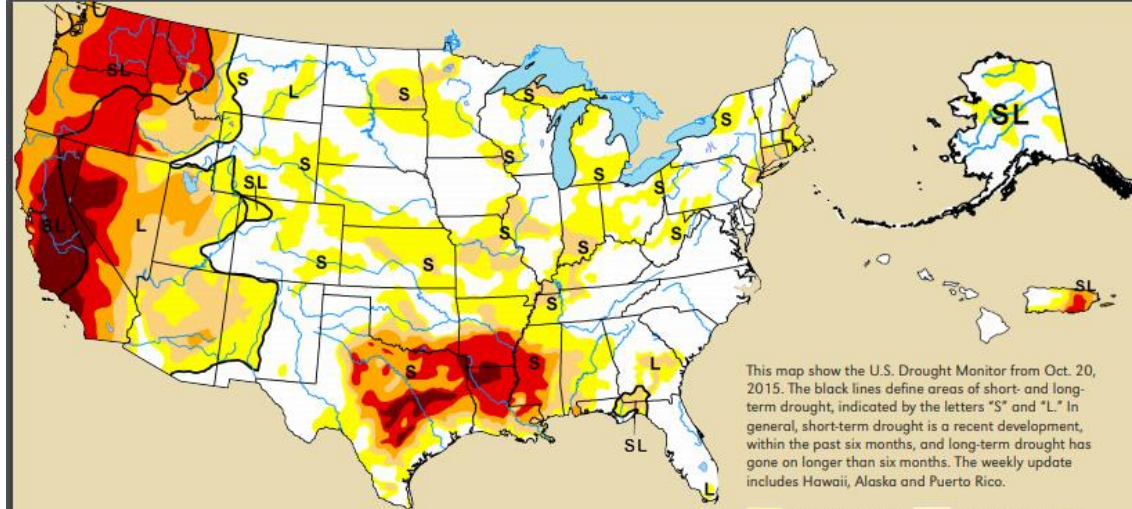 SL
S
L
S
S
S
L
S
SL
S
S
S
SL
SL
L
S
S
S
S
S
S
S
SL
S
S
S
L
SL
L
This map show the U.S. Drought Monitor from Oct. 20,
2015. The black lines define areas of short- and long-
term drought, indicated by the letters “S” and “L.” In
general, short-term drought is a recent development,
within the past six months, and long-term drought has
gone on longer than six months. The weekly update
includes Hawaii, Alaska and Puerto Rico.